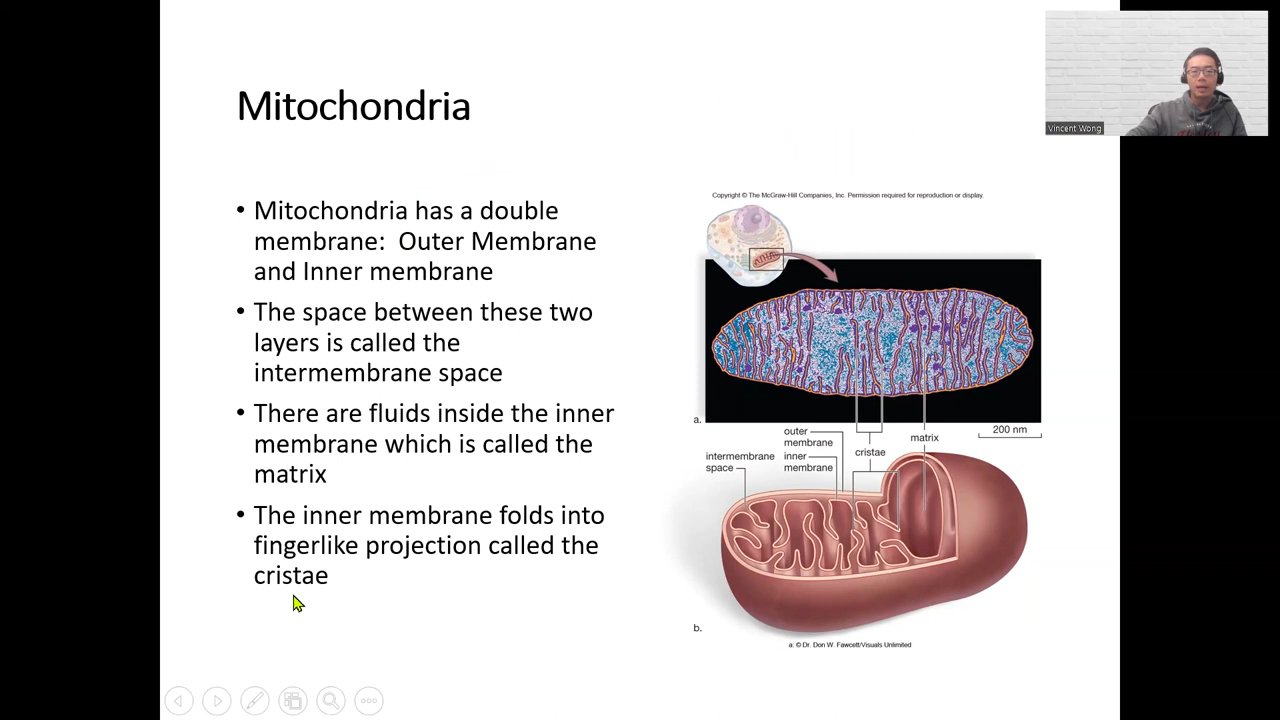 Vincent Wong
Mitochondria
• Mitochondria has a double
membrane:  Outer Membrane
and Inner membrane
• The space between these two
layers is called the
intermembrane space
• There are fluids inside the inner
membrane which is called the
matrix
• The inner membrane folds into
fingerlike projection called the
cristae
Copyright © The McGraw-Hill Companies, Inc. Permission required for reproduction or display.
a.
200 nm
outer
membrane
matrix
cristae
intermembrane
space
inner
membrane
b.
a: © Dr. Don W. Fawcett/Visuals Unlimited